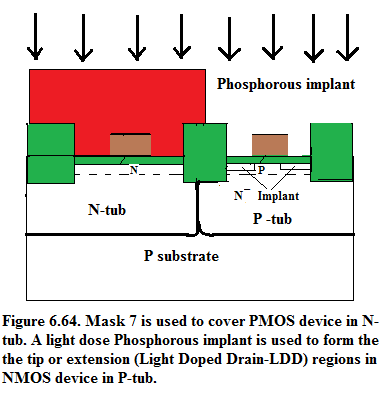 Phosphorous implant
N
P
N⁻ Implant
N-tub
P -tub
P substrate
Figure 6.64. Mask 7 is used to cover PMOS device in N-
tub. A light dose Phosphorous implant is used to form the
the tip or extension (Light Doped Drain-LDD) regions in
NMOS device in P-tub.